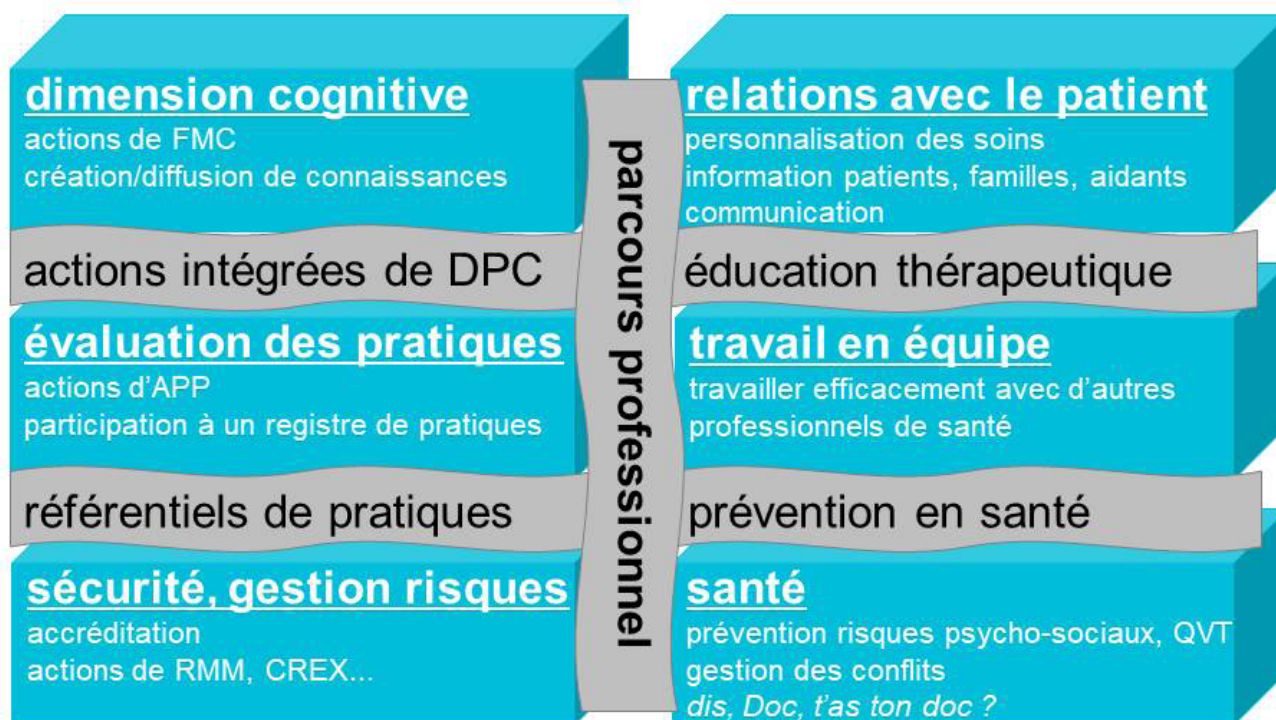 dimension cognitive
actions de FMC
création/diffusion de connaissances
actions intégrées de DPC
évaluation des pratiques
actions d'APP
participation à un registre de pratiques
référentiels de pratiques
sécurité, gestion risques
accréditation
actions de RMM, CREX...
parcours professionnel
relations avec le patient
personnalisation des soins
information patients, familles, aidants
communication
éducation thérapeutique
travail en équipe
travailler efficacement avec d'autres
professionnels de santé
prévention en santé
santé
prévention risques psycho-sociaux, QVT
gestion des conflits
dis, Doc, t'as ton doc ?